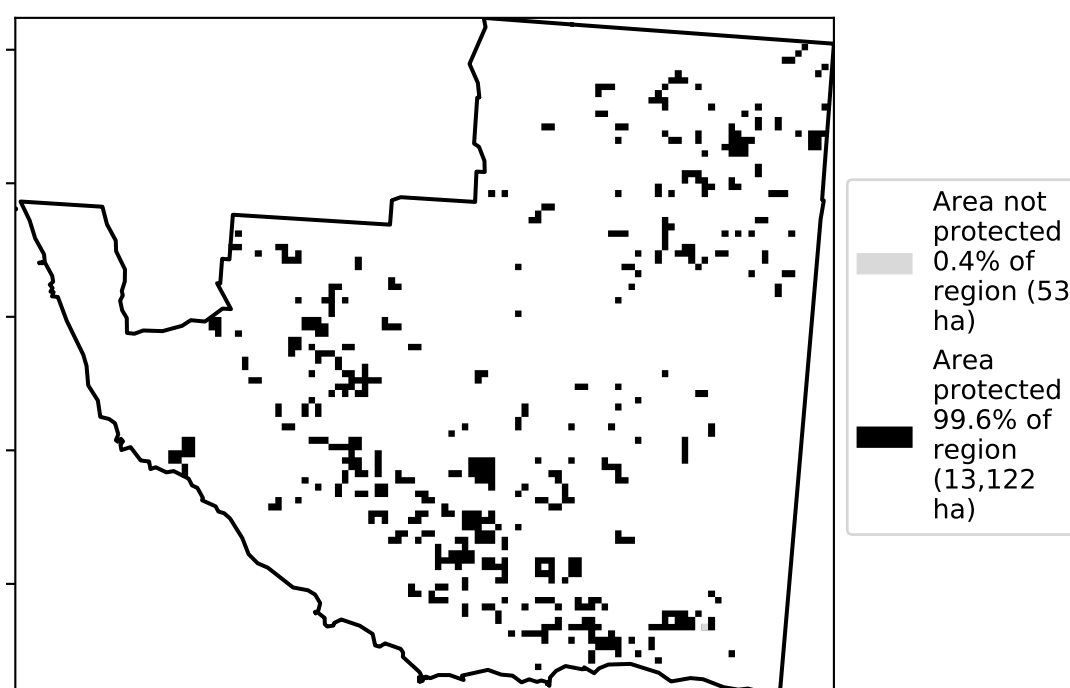 Area not
protected
0.4% of
region (53
ha)
Area
protected
99.6% of
region
(13,122
ha)